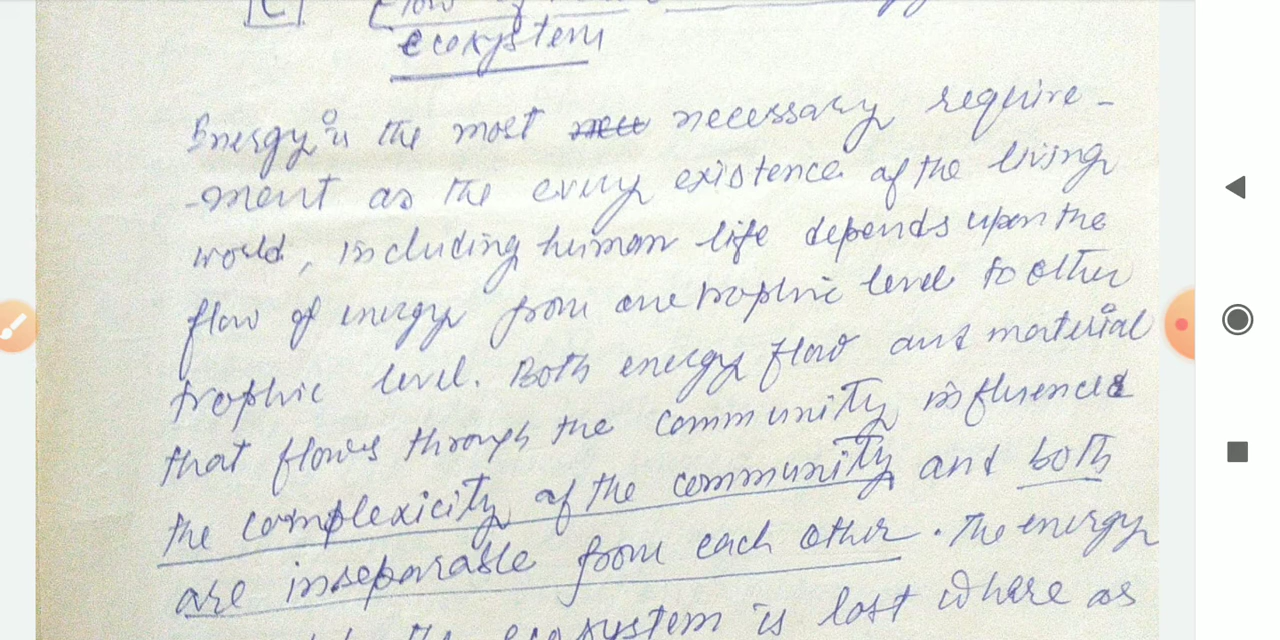 [C] Flow of
ecosystem
Energy is the most necessary require-
-ment as the every existence of the living
world, including human life depends upon the
flow of energy from one trophic level to other
trophic level. Both energy flow and material
that flows through the community influences
the complexicity of the community and both
are inseparable from each other. The energy
the ecosystem is lost where as